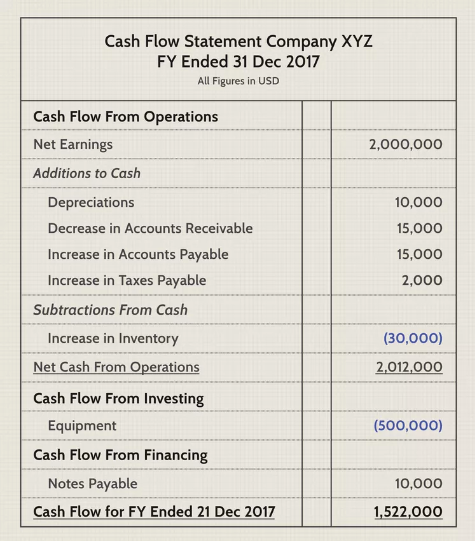 Cash Flow Statement Company XYZ
FY Ended 31 Dec 2017
All Figures in USD
Cash Flow From Operations
Net Earnings 2,000,000
Additions to Cash
Depreciations 10,000
Decrease in Accounts Receivable 15,000
Increase in Accounts Payable 15,000
Increase in Taxes Payable 2,000
Subtractions From Cash
Increase in Inventory (30,000)
Net Cash From Operations 2,012,000
Cash Flow From Investing
Equipment (500,000)
Cash Flow From Financing
Notes Payable 10,000
Cash Flow for FY Ended 21 Dec 2017 1,522,000